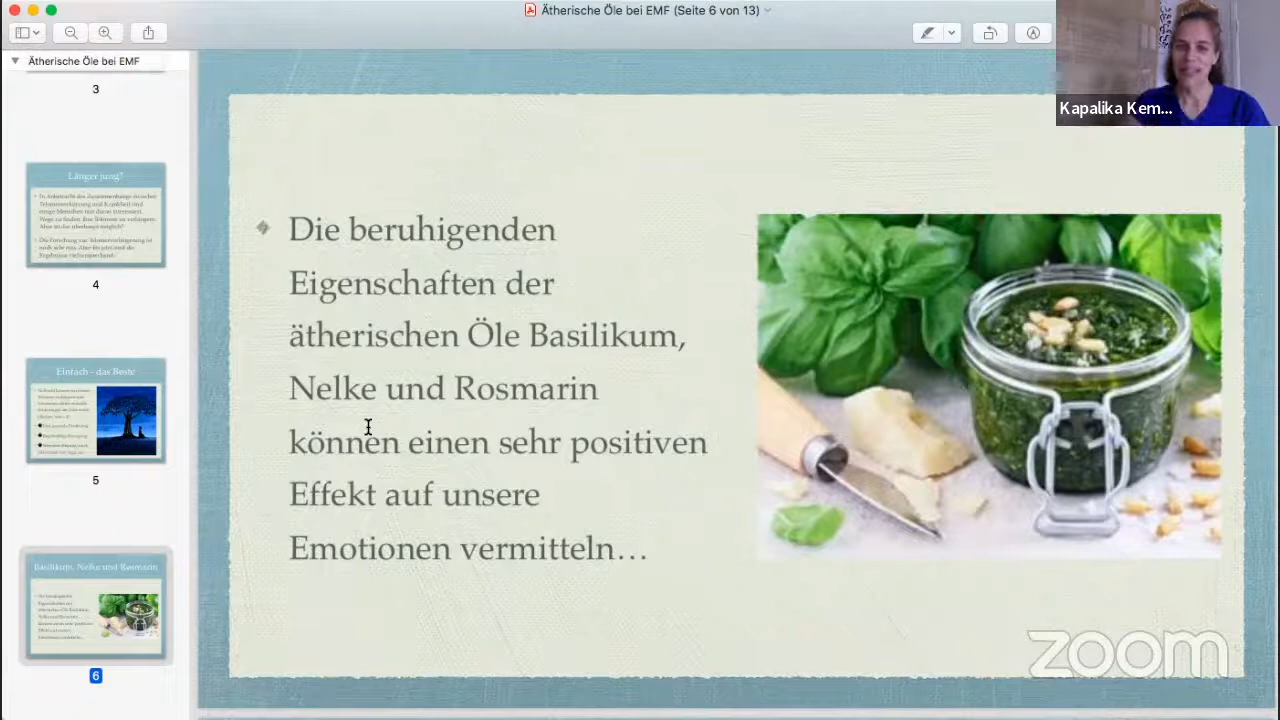 Ätherische Öle bei EMF (Seite 6 von 13)
Kapalika Kem...
Ätherische Öle bei EMF
3
Länger jung?
4
Einfach - das Beste
5
Basilikum, Nelke und Rosmarin
6
Die beruhigenden
Eigenschaften der
ätherischen Öle Basilikum,
Nelke und Rosmarin
können einen sehr positiven
Effekt auf unsere
Emotionen vermitteln…
zoom